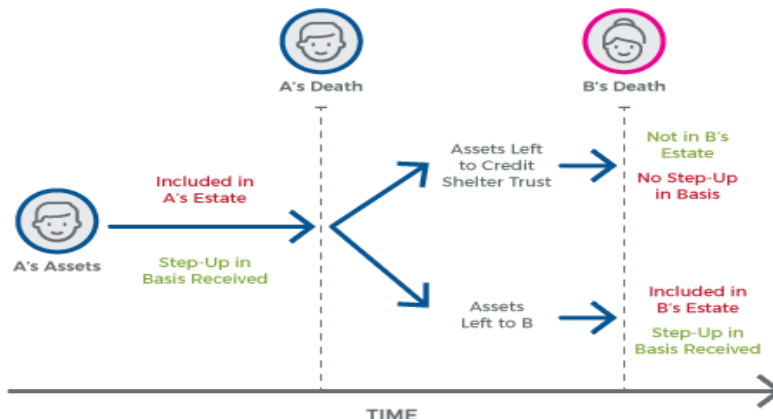 A's Death
B's Death
Included in
A's Estate
A's Assets
Step-Up in
Basis Received
Assets Left
to Credit
Shelter Trust
Not in B's
Estate
No Step-Up
in Basis
Assets
Left to B
Included in
B's Estate
Step-Up in
Basis Received
TIME